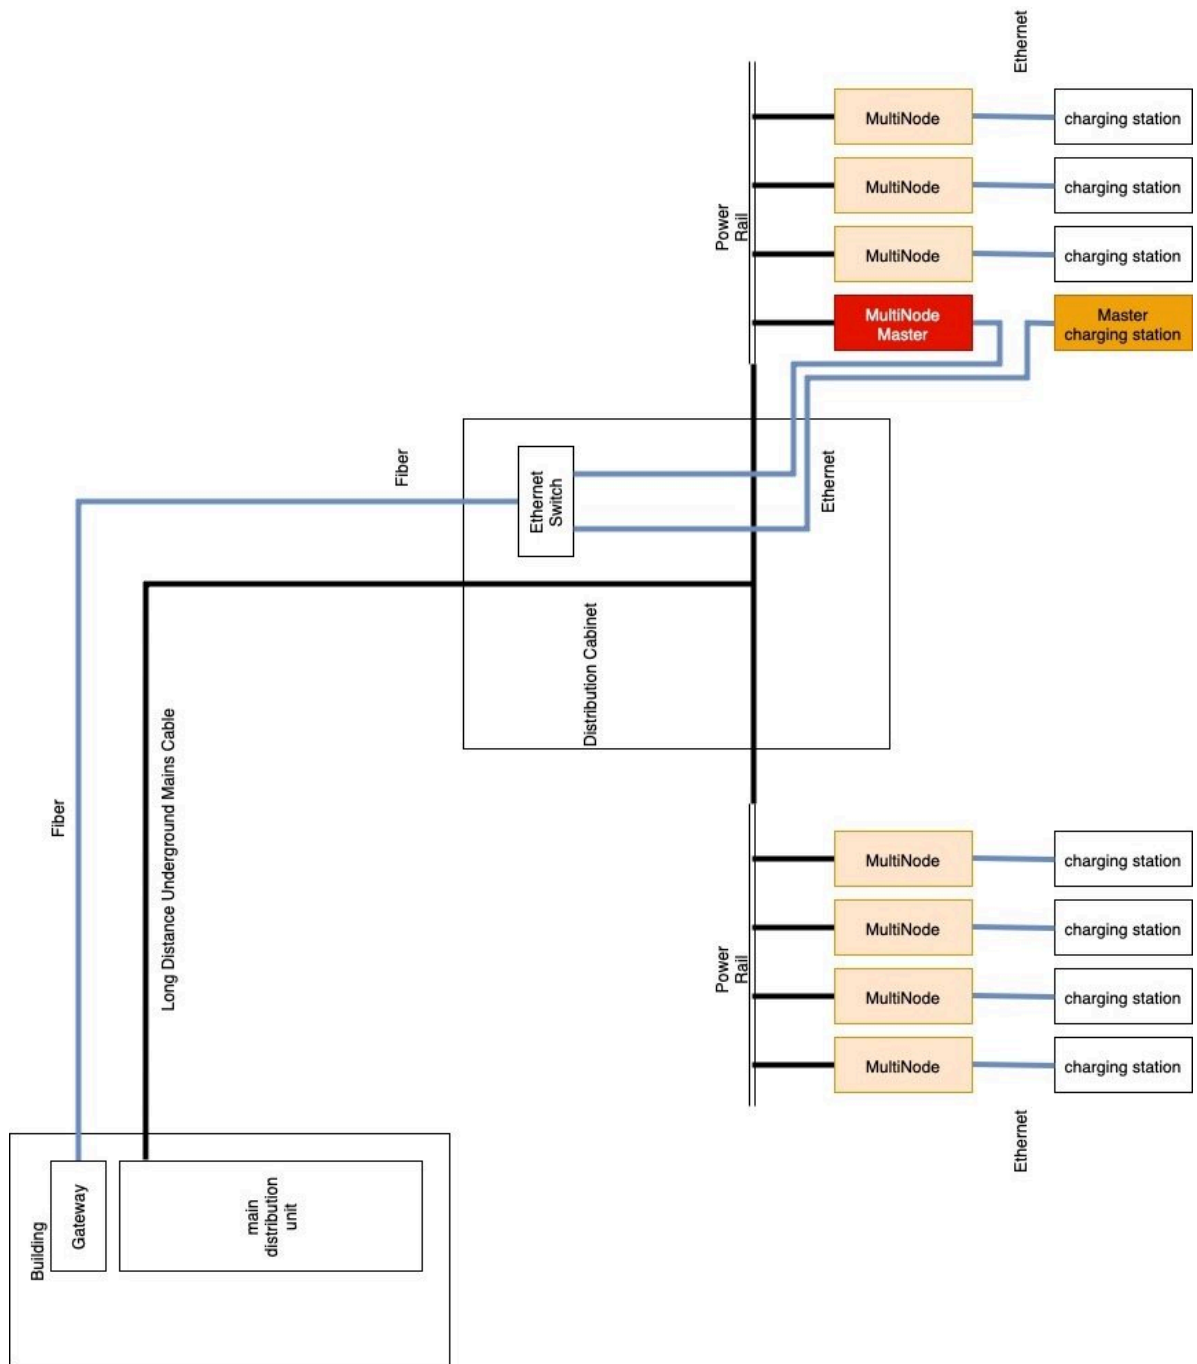 Ethernet
MultiNode
charging station
MultiNode
charging station
Power
Rail
MultiNode
charging station
MultiNode
Master
Master
charging station
Fiber
Ethernet
Switch
Ethernet
Distribution Cabinet
Long Distance Underground Mains Cable
Fiber
MultiNode
charging station
MultiNode
charging station
Power
Rail
MultiNode
charging station
MultiNode
charging station
Ethernet
Building
Gateway
main
distribution
unit